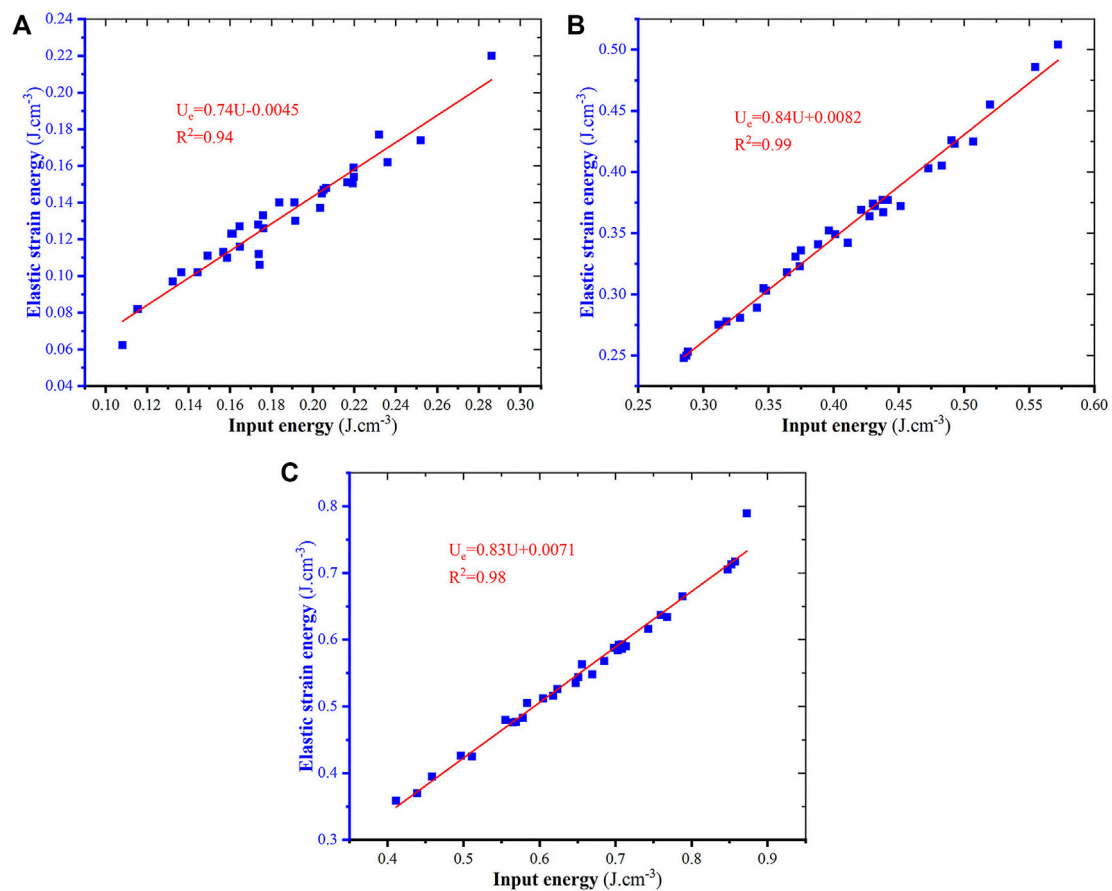 A
0.24
0.22
0.20
0.18
0.16
0.14
0.12
0.10
0.08
0.06
0.04
Elastic strain energy (J.cm⁻³)
Uₑ=0.74U-0.0045
R²=0.94
0.10 0.12 0.14 0.16 0.18 0.20 0.22 0.24 0.26 0.28 0.30
Input energy (J.cm⁻³)
B
0.50
0.45
0.40
0.35
0.30
0.25
Elastic strain energy (J.cm⁻³)
Uₑ=0.84U+0.0082
R²=0.99
0.25 0.30 0.35 0.40 0.45 0.50 0.55 0.60
Input energy (J.cm⁻³)
C
0.8
0.7
0.6
0.5
0.4
0.3
Elastic strain energy (J.cm⁻³)
Uₑ=0.83U+0.0071
R²=0.98
0.4 0.5 0.6 0.7 0.8 0.9
Input energy (J.cm⁻³)